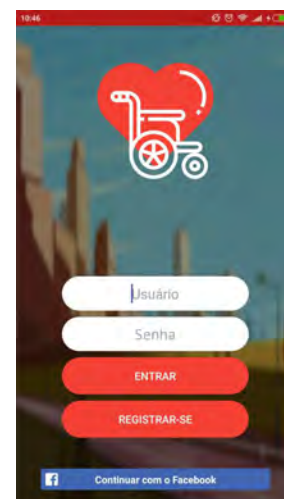 10:46
Usuário
Senha
ENTRAR
REGISTRAR-SE
Continuar com o Facebook